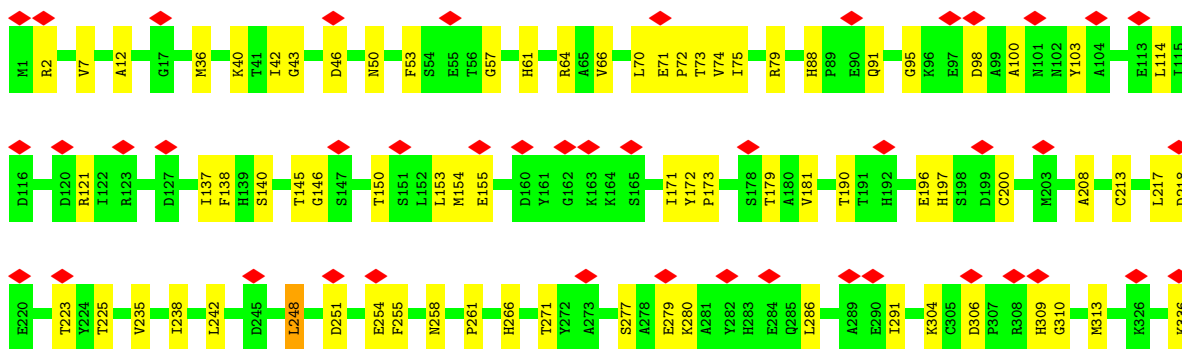 M1 R2 V7 A12 G17 M36 K40 T41 I42 G43 D46 N50 F53 S54 E55 T56 G57 H61 R64 A65 V66 L70 E71 P72 T73 V74 I75 R79 H88 P89 E90 Q91 G95 K96 E97 D98 A99 A100 N101 N102 Y103 A104 E113 L114 I115
D116 D120 R121 I122 R123 D127 I137 F138 H139 S140 T145 G146 S147 T150 S151 L152 L153 M154 E155 D160 Y161 G162 K163 K164 S165 I171 Y172 P173 S178 T179 A180 V181 T190 T191 H192 E196 H197 S198 D199 C200 M203 A208 C213 L217 D218
E220 T223 Y224 T225 V235 I238 L242 D245 L248 D251 E254 F255 N258 P261 H266 T271 Y272 A273 S277 A278 E279 K280 A281 Y282 H283 E284 Q285 L286 A289 E290 I291 K304 C305 D306 P307 R308 H309 G310 M313 K326 K336